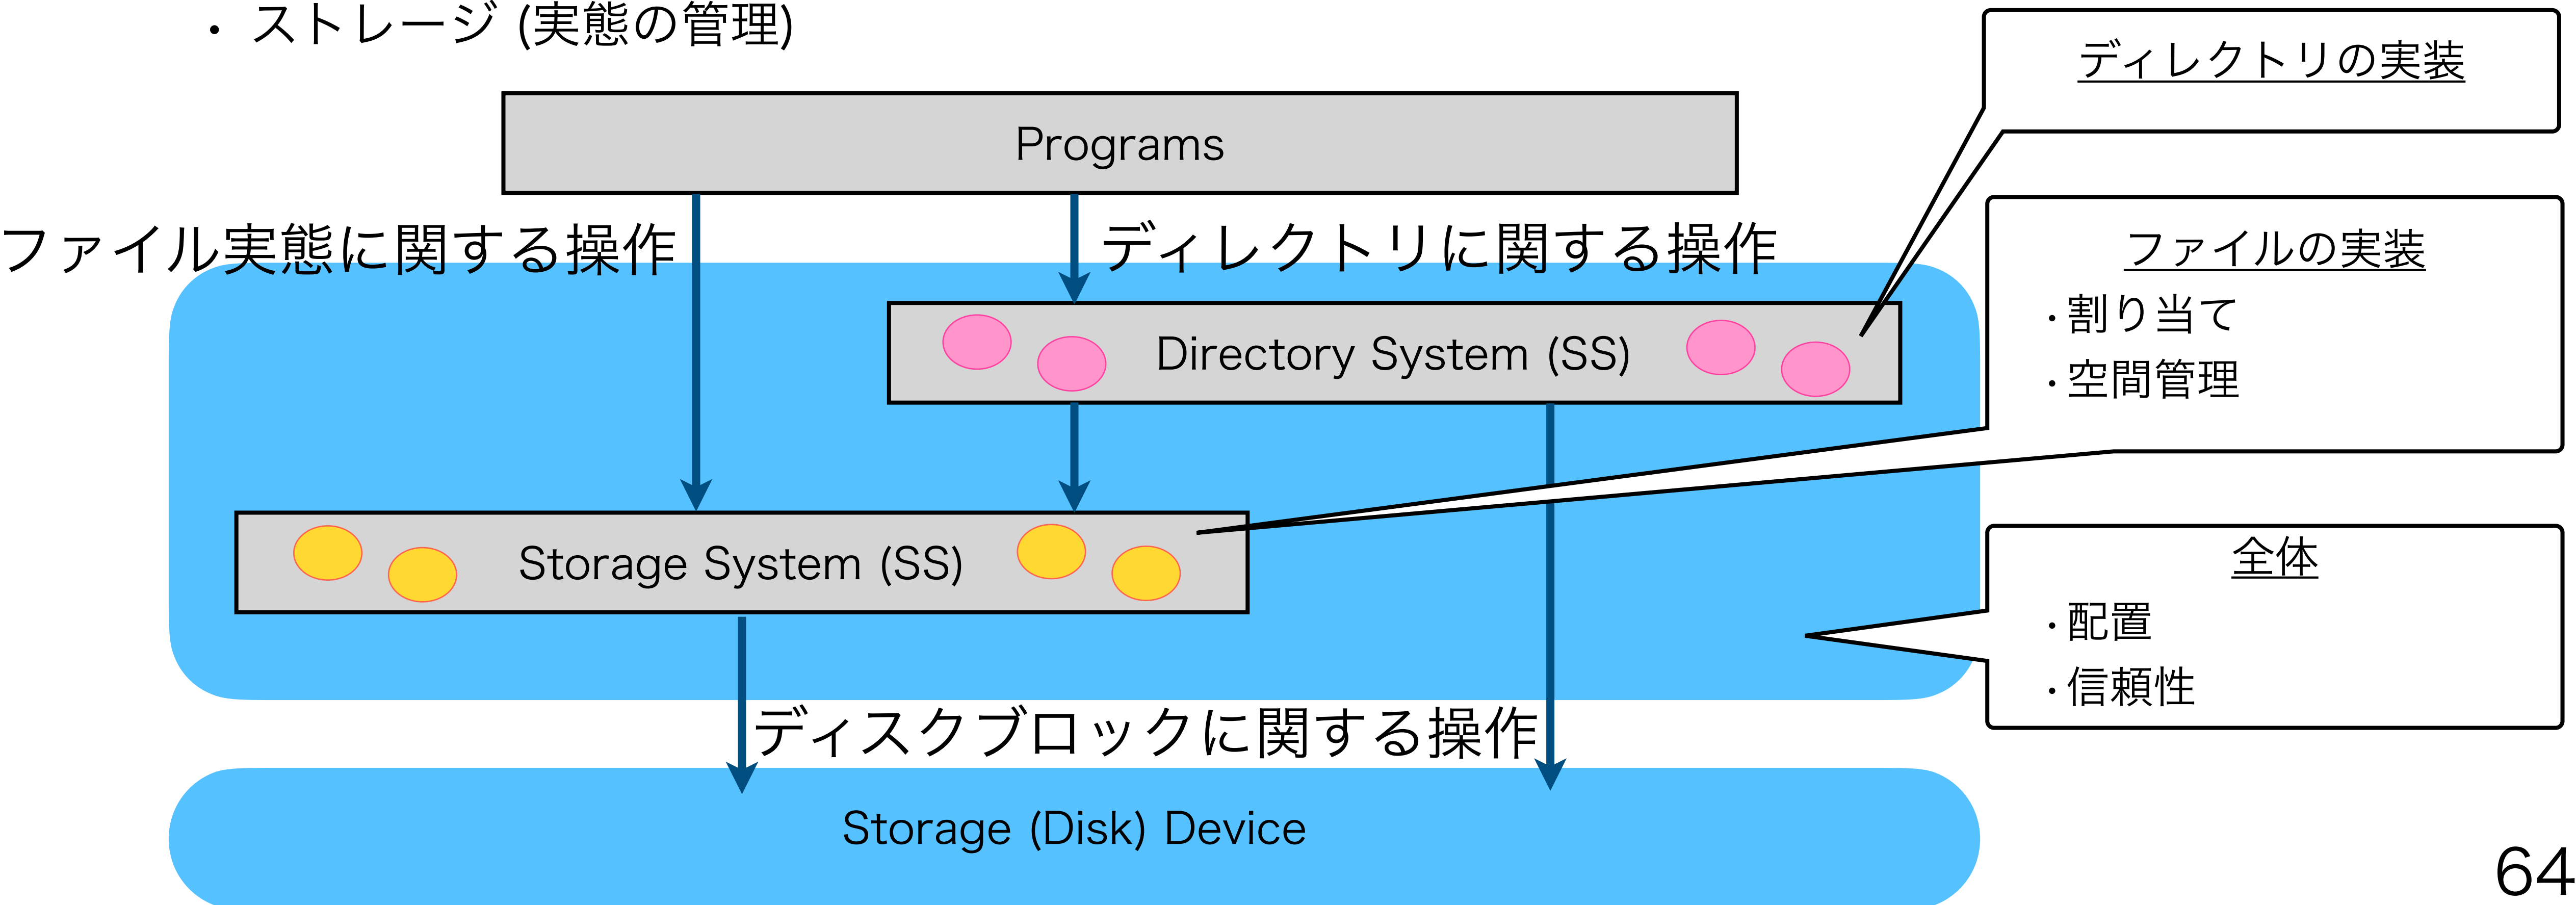 ・ ストレージ (実態の管理)
Programs
ディレクトリの実装
ファイル実態に関する操作
ディレクトリに関する操作
Directory System (SS)
ファイルの実装
・割り当て
・空間管理
Storage System (SS)
全体
・配置
・信頼性
ディスクブロックに関する操作
Storage (Disk) Device
64